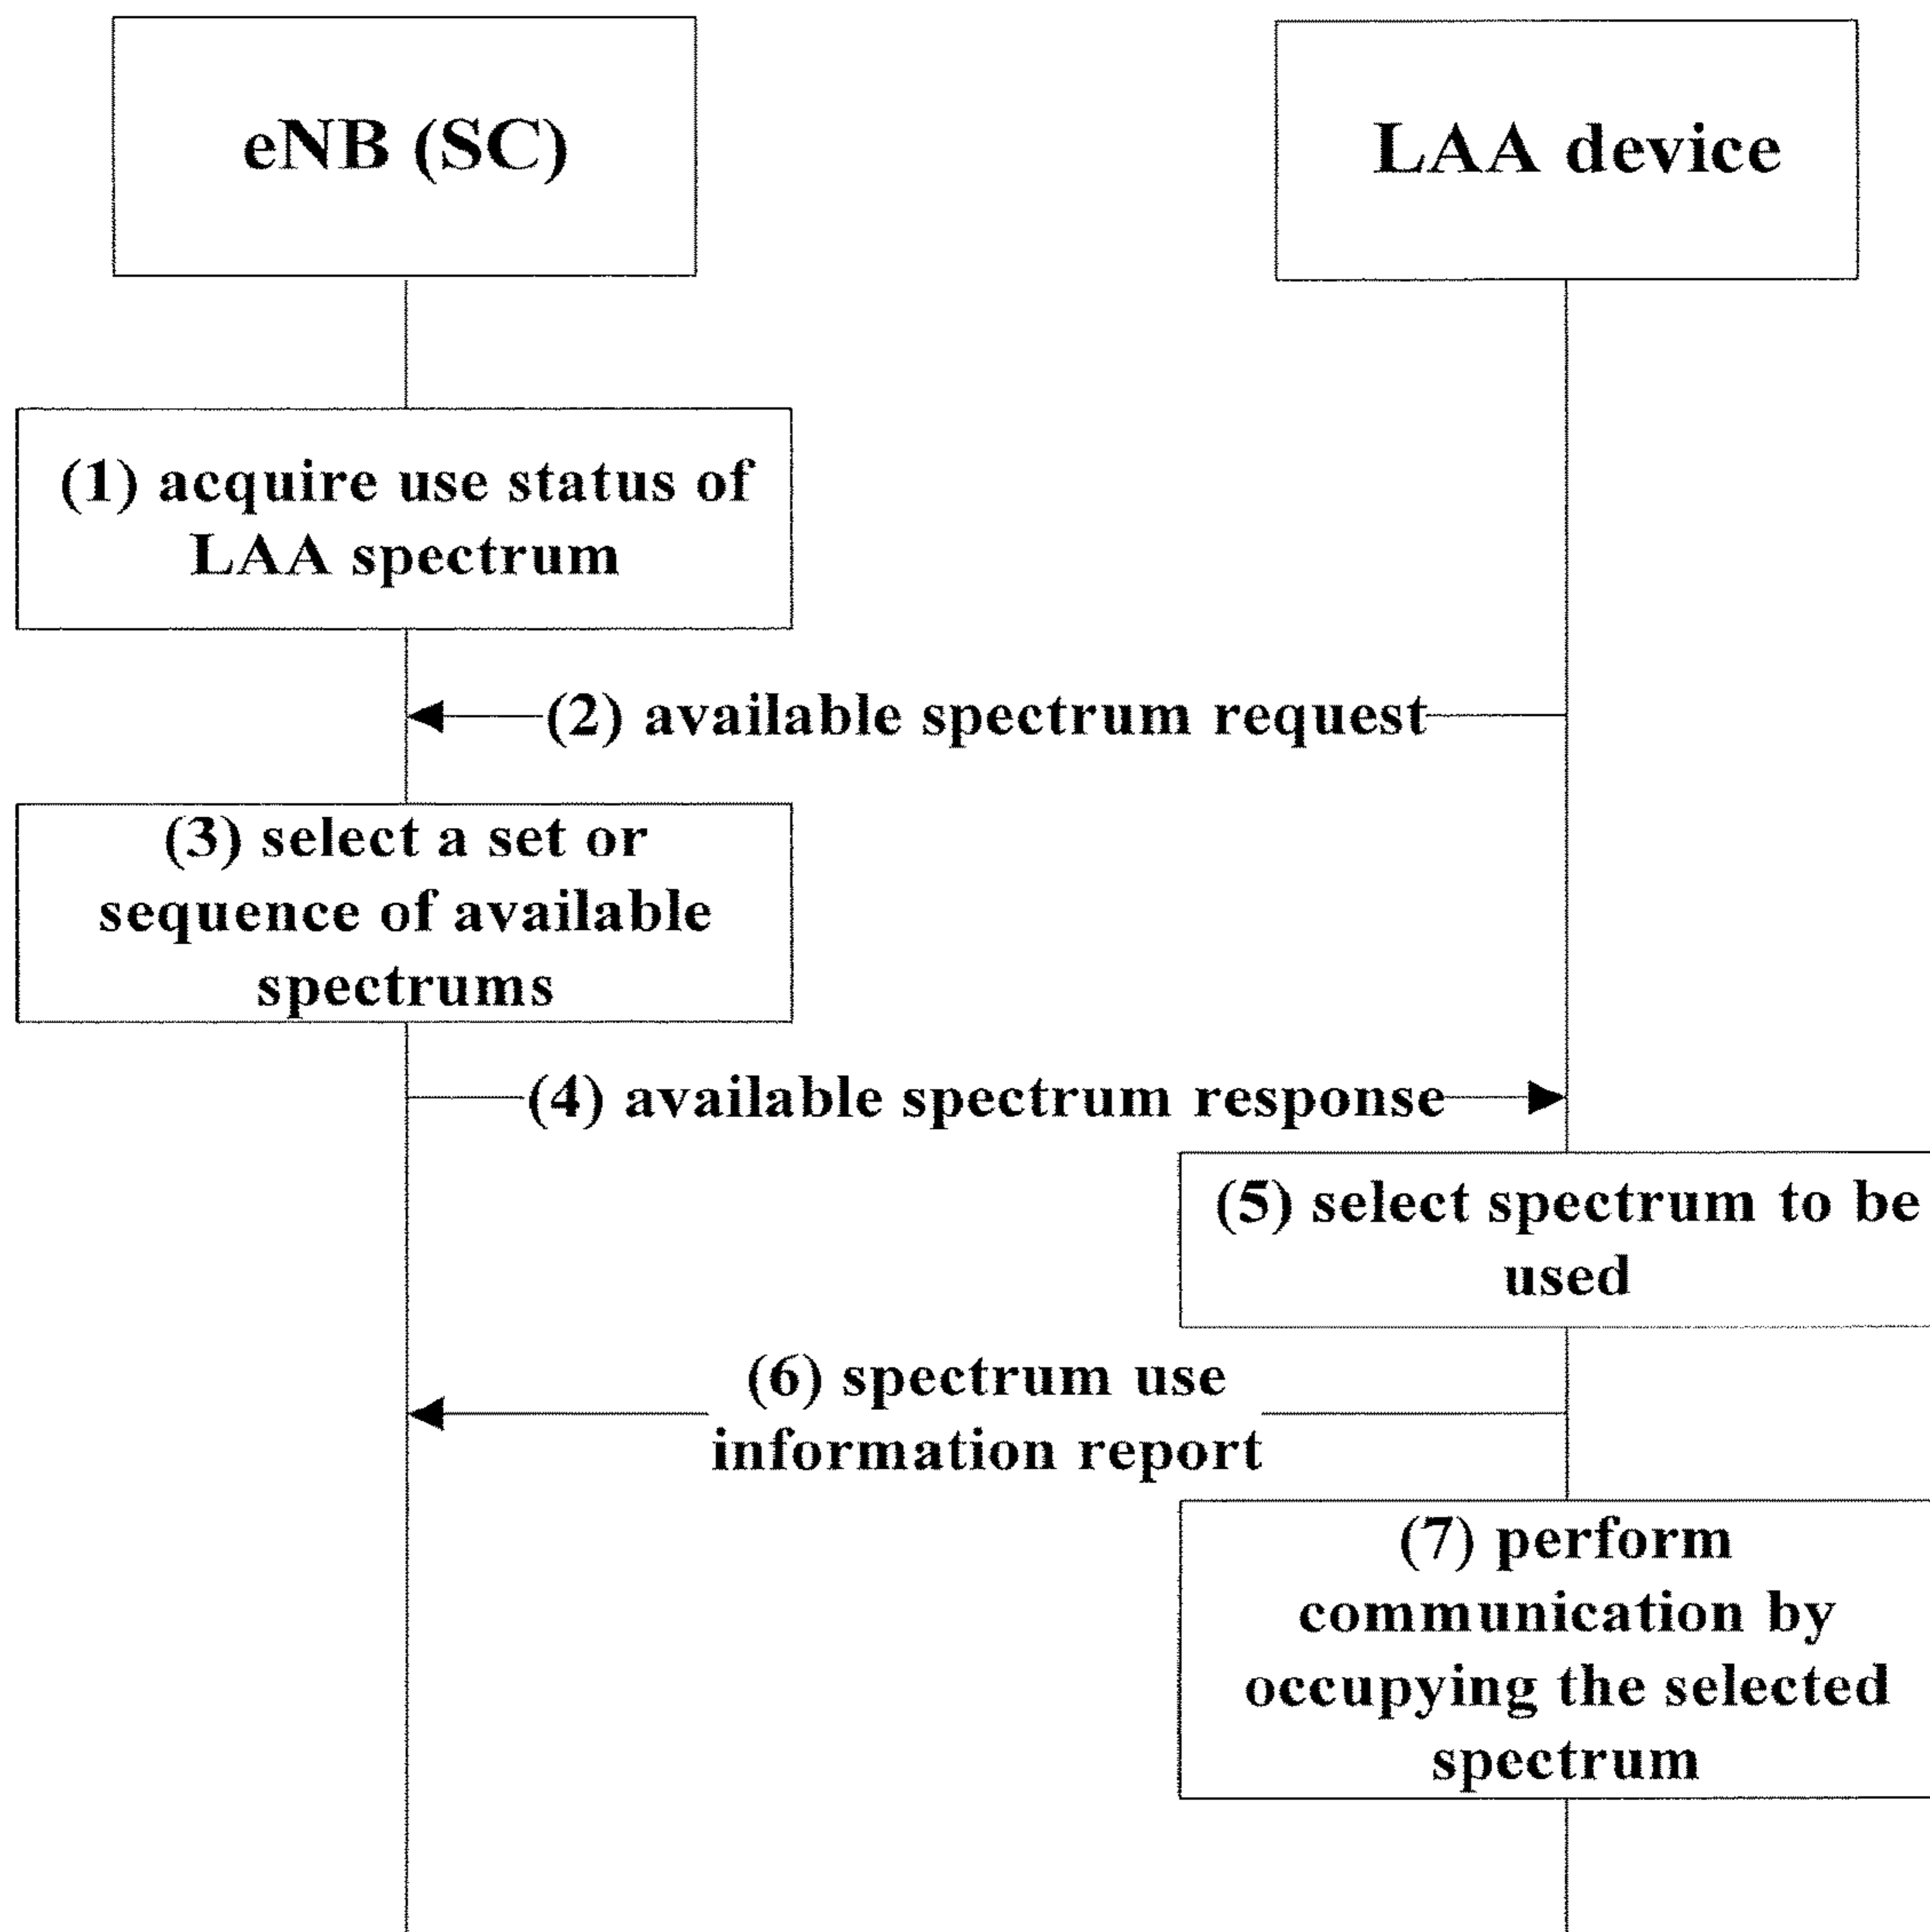 eNB (SC)
LAA device
(1) acquire use status of
LAA spectrum
(2) available spectrum request
(3) select a set or
sequence of available
spectrums
(4) available spectrum response
(5) select spectrum to be
used
(6) spectrum use
information report
(7) perform
communication by
occupying the selected
spectrum